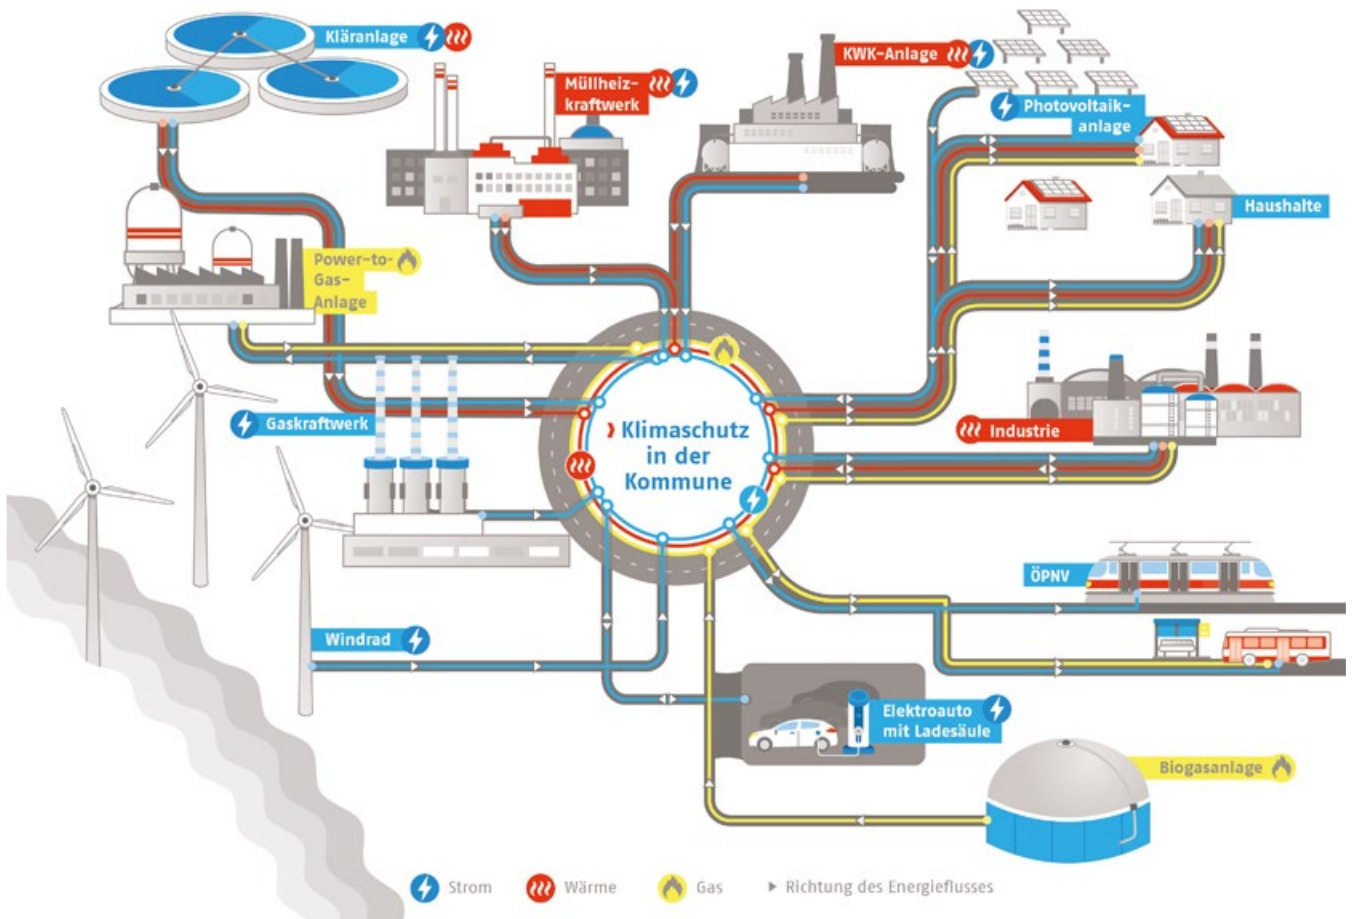 Kläranlage
Müllheiz-
kraftwerk
KWK-Anlage
Photovoltaik-
anlage
Haushalte
Power-to-
Gas-
Anlage
Gaskraftwerk
Klimaschutz
in der
Kommune
Industrie
ÖPNV
Windrad
Elektroauto
mit Ladesäule
Biogasanlage
Strom
Wärme
Gas
Richtung des Energieflusses